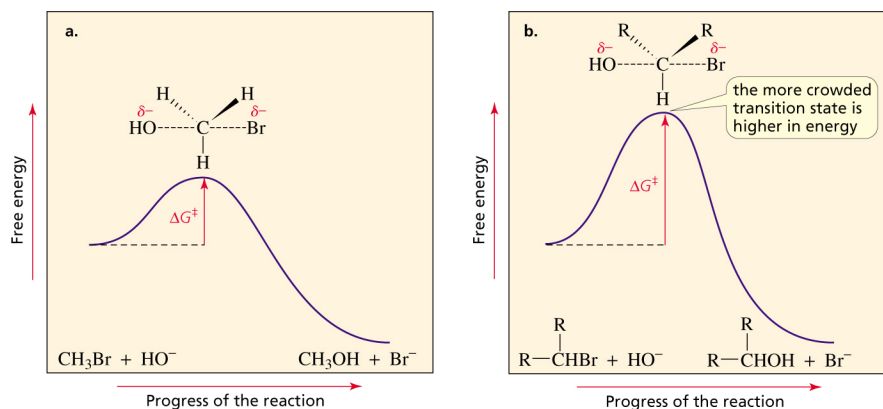 a.
H H
δ− δ−
HO------C------Br
H
ΔG‡
Free energy
CH₃Br + HO⁻ CH₃OH + Br⁻
Progress of the reaction
b.
R R
δ− δ−
HO------C------Br
H
the more crowded
transition state is
higher in energy
ΔG‡
Free energy
R R
R—CHBr + HO⁻ R—CHOH + Br⁻
Progress of the reaction